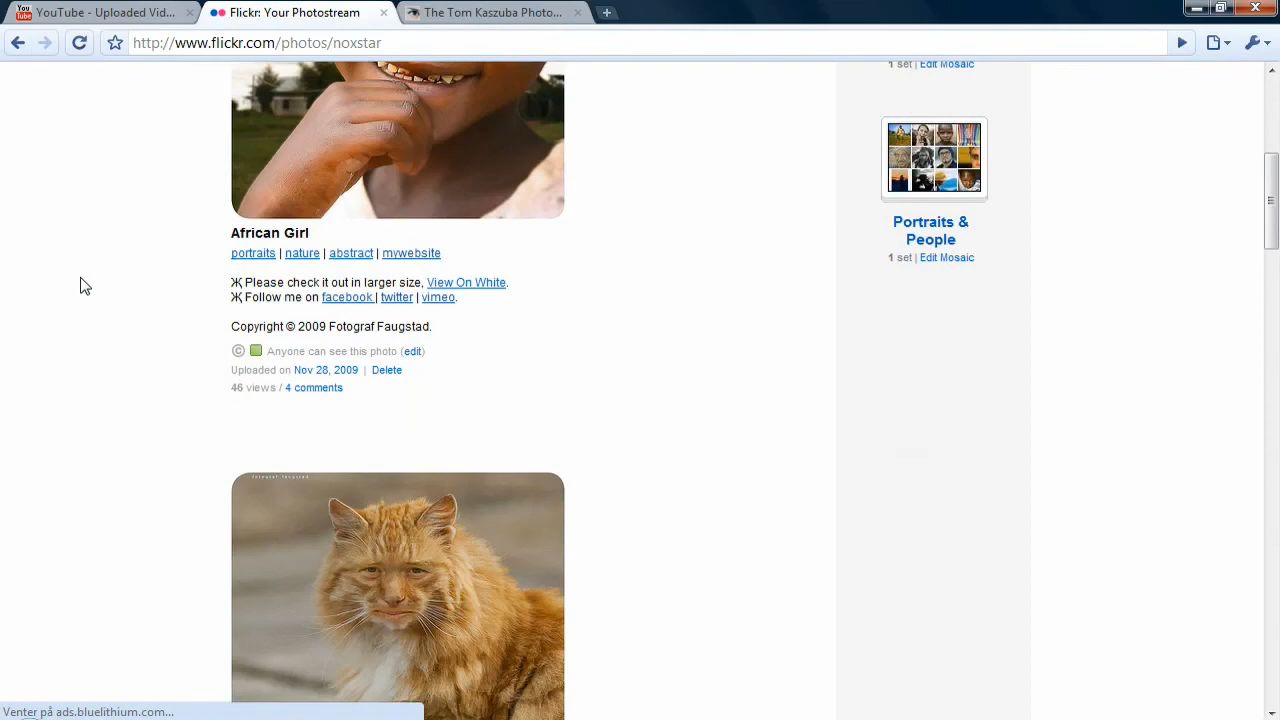 YouTube - Uploaded Vid...
Flickr: Your Photostream
The Tom Kaszuba Photo...
http://www.flickr.com/photos/noxstar
1 set | Edit Mosaic
Portraits &
People
1 set | Edit Mosaic
African Girl
portraits | nature | abstract | mywebsite
Ж Please check it out in larger size, View On White.
Ж Follow me on facebook | twitter | vimeo.
Copyright © 2009 Fotograf Faugstad.
© Anyone can see this photo (edit)
Uploaded on Nov 28, 2009 | Delete
46 views / 4 comments
fotograf faugstad
Venter på ads.bluelithium.com...